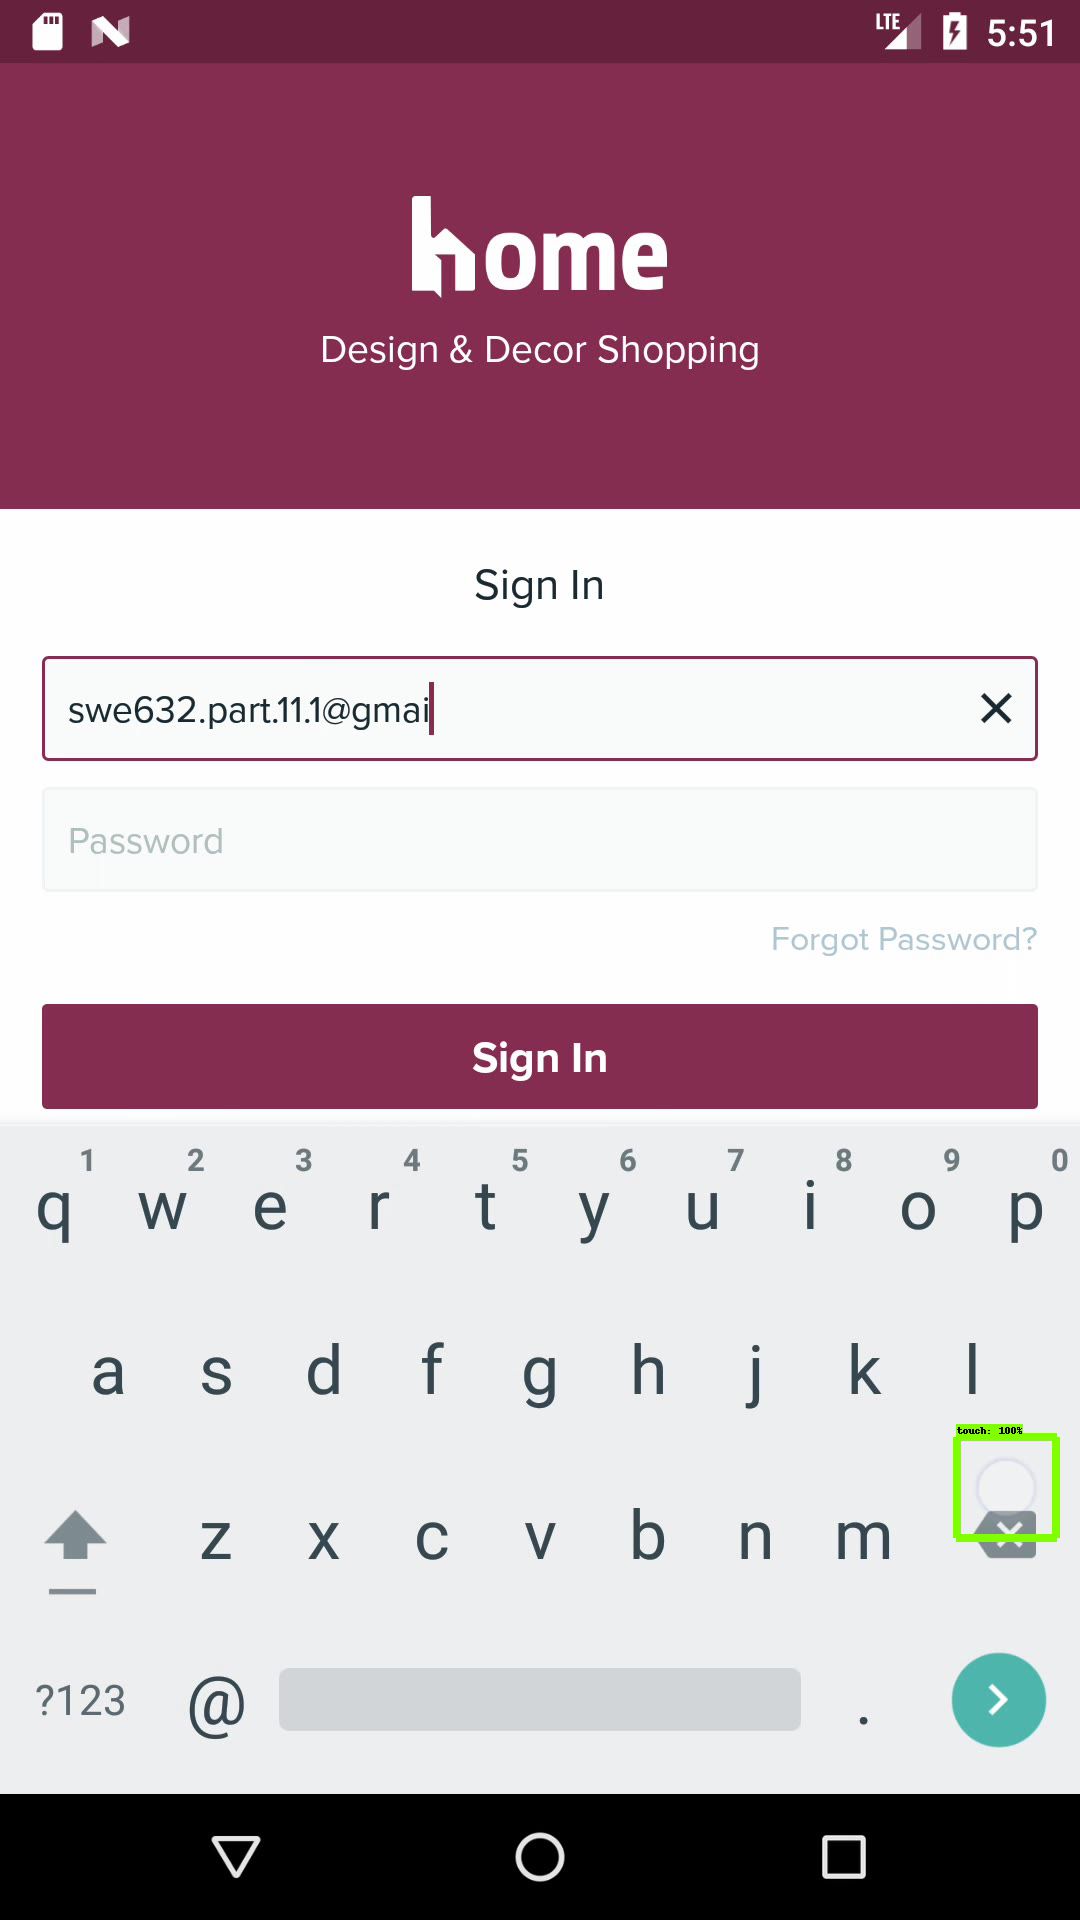 LTE 5:51
home
Design & Decor Shopping
Sign In
swe632.part.11.1@gmai
Password
Forgot Password?
Sign In
1 2 3 4 5 6 7 8 9 0
q w e r t y u i o p
a s d f g h j k l
touch: 100%
z x c v b n m
?123 @ .